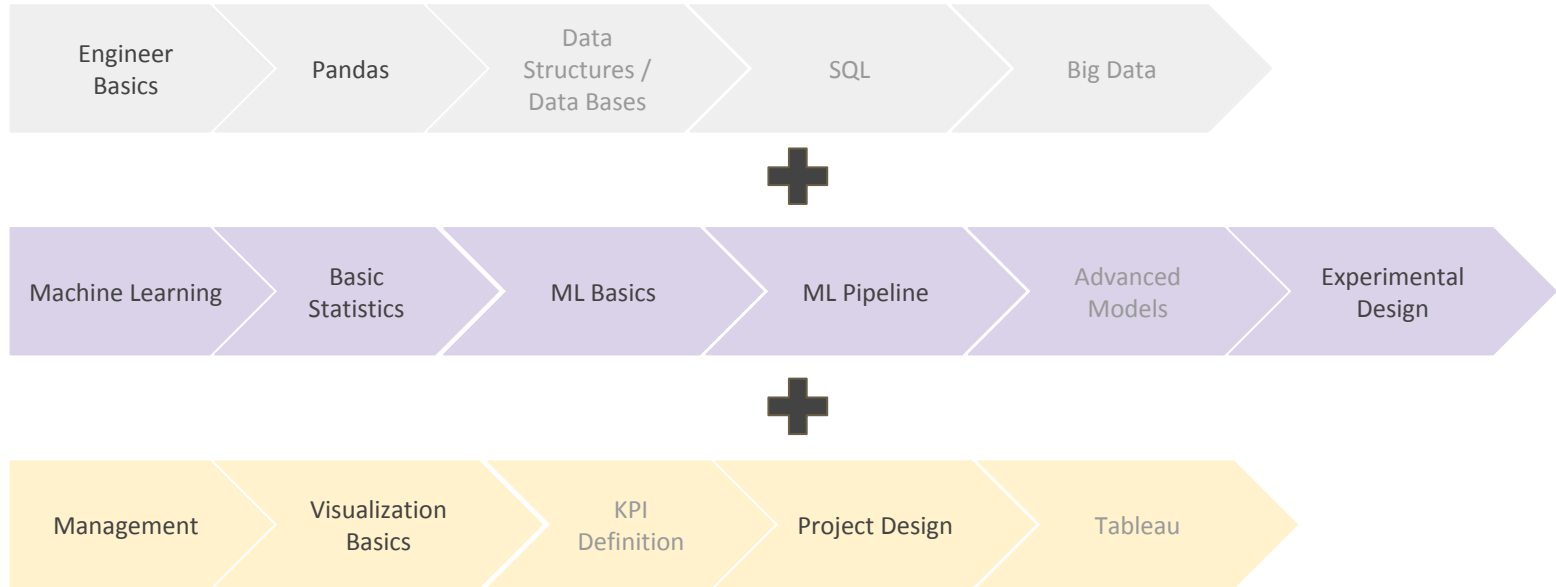 Engineer
Basics
Pandas
Data
Structures /
Data Bases
SQL
Big Data
Machine Learning
Basic
Statistics
ML Basics
ML Pipeline
Advanced
Models
Experimental
Design
Management
Visualization
Basics
KPI
Definition
Project Design
Tableau